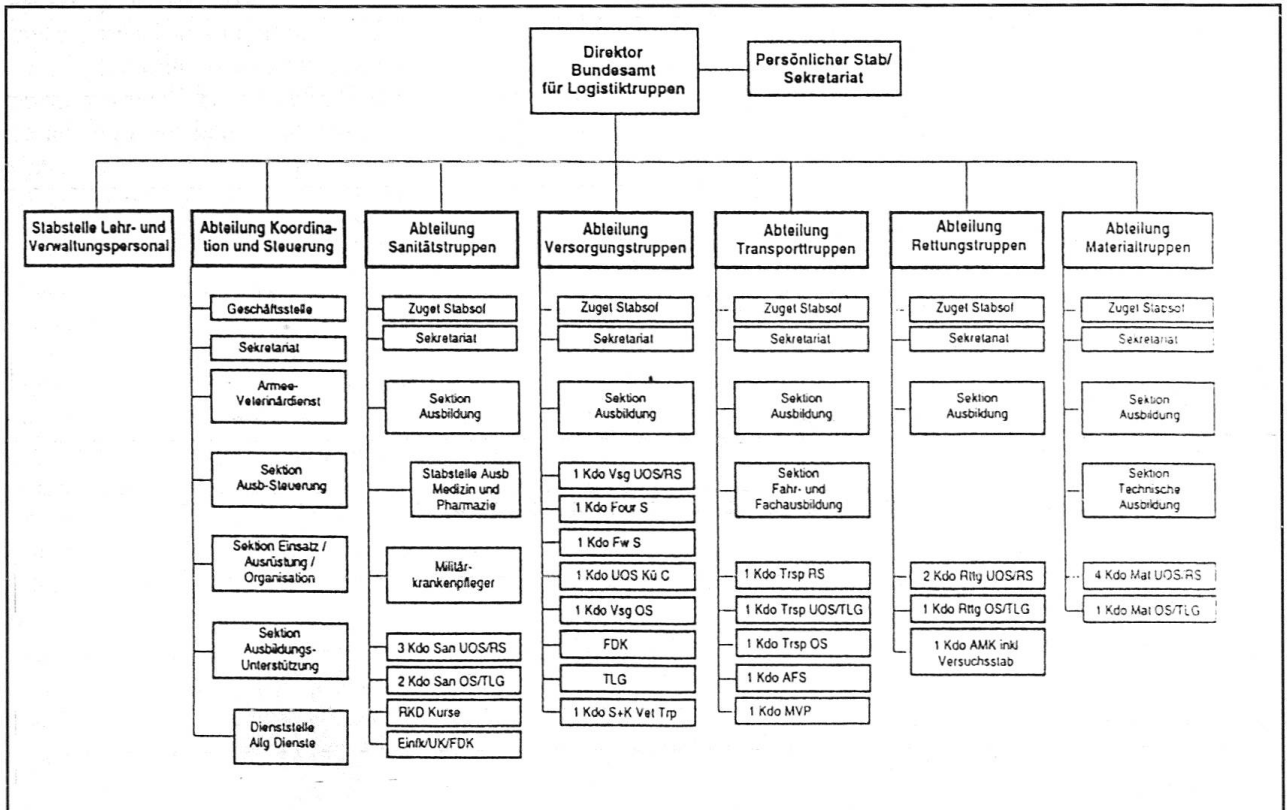 Direktor
Bundesamt
für Logistiktruppen
Persönlicher Stab/
Sekretariat
Stabstelle Lehr- und
Verwaltungspersonal
Abteilung Koordina-
tion und Steuerung
Geschäftsstelle
Sekretariat
Armee-
Veterinärdienst
Sektion
Ausb-Steuerung
Sektion Einsatz /
Ausrüstung /
Organisation
Sektion
Ausbildungs-
Unterstützung
Dienststelle
Allg Dienste
Abteilung
Sanitätstruppen
Zuget Stabsof
Sekretariat
Sektion
Ausbildung
Stabstelle Ausb
Medizin und
Pharmazie
Militär-
krankenpfleger
3 Kdo San UOS/RS
2 Kdo San OS/TLG
RKD Kurse
Einfk/UK/FDK
Abteilung
Versorgungstruppen
Zuget Stabsof
Sekretariat
Sektion
Ausbildung
1 Kdo Vsg UOS/RS
1 Kdo Four S
1 Kdo Fw S
1 Kdo UOS Kü C
1 Kdo Vsg OS
FDK
TLG
1 Kdo S+K Vet Trp
Abteilung
Transporttruppen
Zuget Stabsof
Sekretariat
Sektion
Ausbildung
Sektion
Fahr- und
Fachausbildung
1 Kdo Trsp RS
1 Kdo Trsp UOS/TLG
1 Kdo Trsp OS
1 Kdo AFS
1 Kdo MVP
Abteilung
Rettungstruppen
Zuget Stabsof
Sekretariat
Sektion
Ausbildung
2 Kdo Rttg UOS/RS
1 Kdo Rttg OS/TLG
1 Kdo AMK inkl
Versuchsstab
Abteilung
Materialtruppen
Zuget Stabsof
Sekretariat
Sektion
Ausbildung
Sektion
Technische
Ausbildung
4 Kdo Mat UOS/RS
1 Kdo Mat OS/TLG